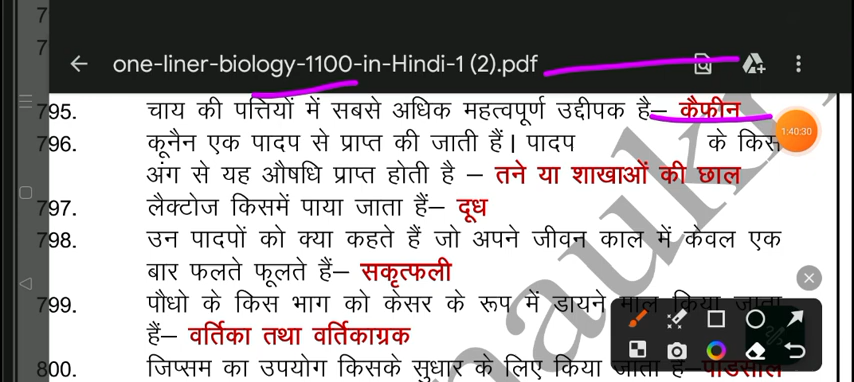 7
7
one-liner-biology-1100-in-Hindi-1 (2).pdf
795. चाय की पत्तियों में सबसे अधिक महत्वपूर्ण उद्दीपक है– कैफ़ीन
1:40:30
796. कूनैन एक पादप से प्राप्त की जाती हैं। पादप के किस
अंग से यह औषधि प्राप्त होती है – तने या शाखाओं की छाल
797. लैक्टोज किसमें पाया जाता हैं– दूध
798. उन पादपों को क्या कहते हैं जो अपने जीवन काल में केवल एक
बार फलते फूलते हैं– सकृत्फली
799. पौधो के किस भाग को केसर के रूप में डायने माल किया जाता
हैं– वर्तिका तथा वर्तिकाग्रक
800. जिप्सम का उपयोग किसके सुधार के लिए किया जाता है–